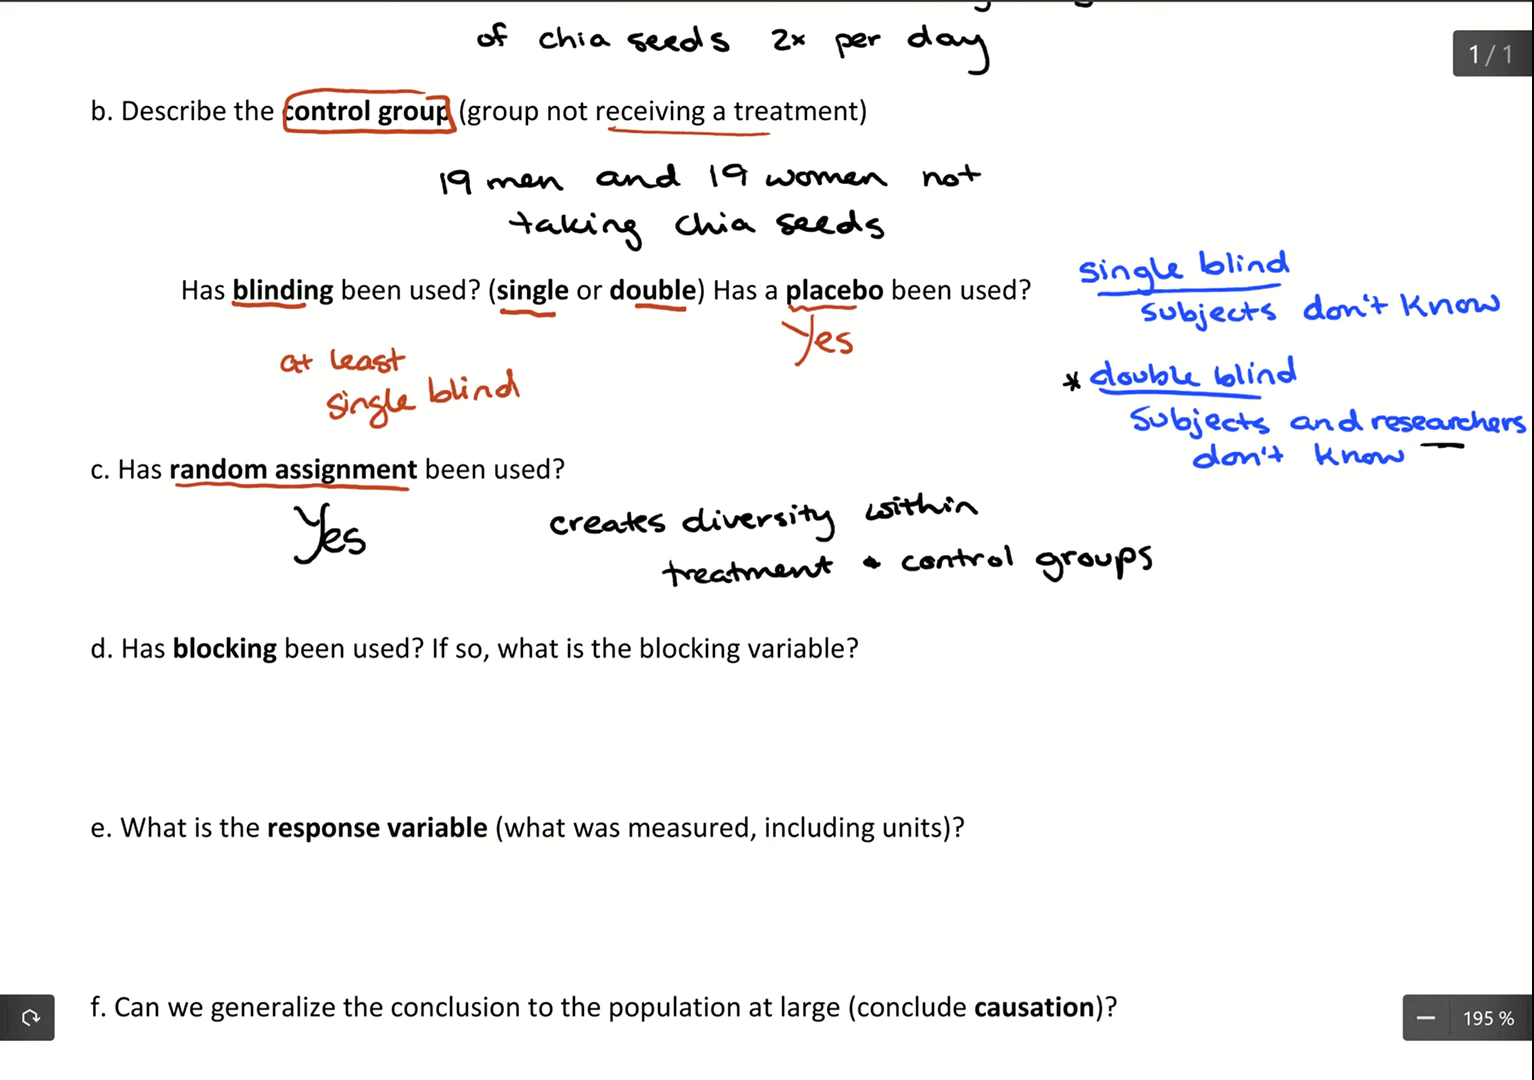 of chia seeds 2x per day
1 / 1
b. Describe the control group (group not receiving a treatment)
19 men and 19 women not
taking chia seeds
Has blinding been used? (single or double) Has a placebo been used?
Yes
at least
single blind
single blind
subjects don't know
* double blind
subjects and researchers
don't know
c. Has random assignment been used?
Yes
creates diversity within
treatment & control groups
d. Has blocking been used? If so, what is the blocking variable?
e. What is the response variable (what was measured, including units)?
f. Can we generalize the conclusion to the population at large (conclude causation)?
195 %